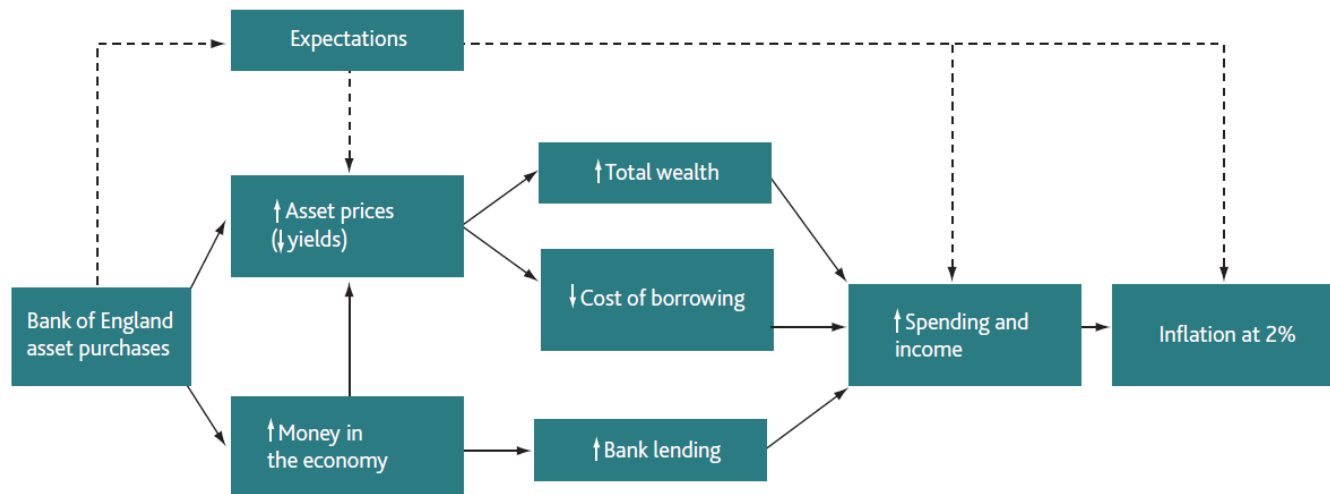 Expectations
↑Total wealth
↑Asset prices
(↓yields)
↓Cost of borrowing
Bank of England
asset purchases
↑Spending and
income
Inflation at 2%
↑Money in
the economy
↑Bank lending